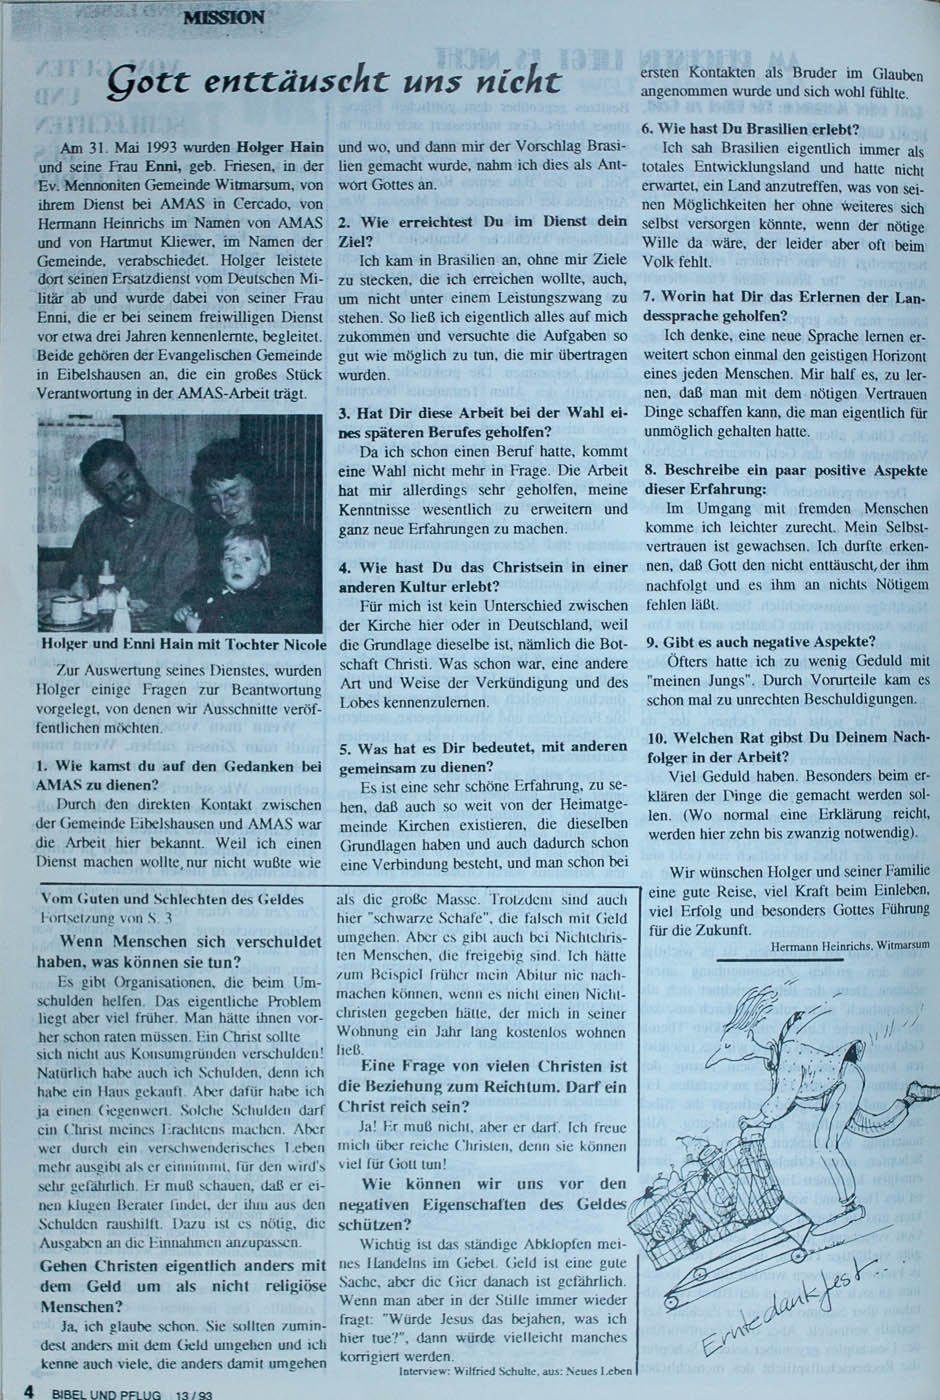 MISSION
Gott enttäuscht uns nicht
Am 31. Mai 1993 wurden Holger Hain
und seine Frau Enni, geb. Friesen, in der
Ev. Mennoniten Gemeinde Witmarsum, von
ihrem Dienst bei AMAS in Cercado, von
Hermann Heinrichs im Namen von AMAS
und von Hartmut Kliewer, im Namen der
Gemeinde, verabschiedet. Holger leistete
dort seinen Ersatzdienst vom Deutschen Mi-
litär ab und wurde dabei von seiner Frau
Enni, die er bei seinem freiwilligen Dienst
vor etwa drei Jahren kennenlernte, begleitet.
Beide gehören der Evangelischen Gemeinde
in Eibelshausen an, die ein großes Stück
Verantwortung in der AMAS-Arbeit trägt.
Holger und Enni Hain mit Tochter Nicole
Zur Auswertung seines Dienstes, wurden
Holger einige Fragen zur Beantwortung
vorgelegt, von denen wir Ausschnitte veröf-
fentlichen möchten.
1. Wie kamst du auf den Gedanken bei
AMAS zu dienen?
Durch den direkten Kontakt zwischen
der Gemeinde Eibelshausen und AMAS war
die Arbeit hier bekannt. Weil ich einen
Dienst machen wollte, nur nicht wußte wie
und wo, und dann mir der Vorschlag Brasi-
lien gemacht wurde, nahm ich dies als Ant-
wort Gottes an.
2. Wie erreichtest Du im Dienst dein
Ziel?
Ich kam in Brasilien an, ohne mir Ziele
zu stecken, die ich erreichen wollte, auch,
um nicht unter einem Leistungszwang zu
stehen. So ließ ich eigentlich alles auf mich
zukommen und versuchte die Aufgaben so
gut wie möglich zu tun, die mir übertragen
wurden.
3. Hat Dir diese Arbeit bei der Wahl ei-
nes späteren Berufes geholfen?
Da ich schon einen Beruf hatte, kommt
eine Wahl nicht mehr in Frage. Die Arbeit
hat mir allerdings sehr geholfen, meine
Kenntnisse wesentlich zu erweitern und
ganz neue Erfahrungen zu machen.
4. Wie hast Du das Christsein in einer
anderen Kultur erlebt?
Für mich ist kein Unterschied zwischen
der Kirche hier oder in Deutschland, weil
die Grundlage dieselbe ist, nämlich die Bot-
schaft Christi. Was schon war, eine andere
Art und Weise der Verkündigung und des
Lobes kennenzulernen.
5. Was hat es Dir bedeutet, mit anderen
gemeinsam zu dienen?
Es ist eine sehr schöne Erfahrung, zu se-
hen, daß auch so weit von der Heimatge-
meinde Kirchen existieren, die dieselben
Grundlagen haben und auch dadurch schon
eine Verbindung besteht, und man schon bei
ersten Kontakten als Bruder im Glauben
angenommen wurde und sich wohl fühlte.
6. Wie hast Du Brasilien erlebt?
Ich sah Brasilien eigentlich immer als
totales Entwicklungsland und hatte nicht
erwartet, ein Land anzutreffen, was von sei-
nen Möglichkeiten her ohne weiteres sich
selbst versorgen könnte, wenn der nötige
Wille da wäre, der leider aber oft beim
Volk fehlt.
7. Worin hat Dir das Erlernen der Lan-
dessprache geholfen?
Ich denke, eine neue Sprache lernen er-
weitert schon einmal den geistigen Horizont
eines jeden Menschen. Mir half es, zu ler-
nen, daß man mit dem nötigen Vertrauen
Dinge schaffen kann, die man eigentlich für
unmöglich gehalten hatte.
8. Beschreibe ein paar positive Aspekte
dieser Erfahrung:
Im Umgang mit fremden Menschen
komme ich leichter zurecht. Mein Selbst-
vertrauen ist gewachsen. Ich durfte erken-
nen, daß Gott den nicht enttäuscht, der ihm
nachfolgt und es ihm an nichts Nötigem
fehlen läßt.
9. Gibt es auch negative Aspekte?
Öfters hatte ich zu wenig Geduld mit
"meinen Jungs". Durch Vorurteile kam es
schon mal zu unrechten Beschuldigungen.
10. Welchen Rat gibst Du Deinem Nach-
folger in der Arbeit?
Viel Geduld haben. Besonders beim er-
klären der Dinge die gemacht werden sol-
len. (Wo normal eine Erklärung reicht,
werden hier zehn bis zwanzig notwendig).
Wir wünschen Holger und seiner Familie
eine gute Reise, viel Kraft beim Einleben,
viel Erfolg und besonders Gottes Führung
für die Zukunft.
Hermann Heinrichs, Witmarsum
Vom Guten und Schlechten des Geldes
Fortsetzung von S. 3
Wenn Menschen sich verschuldet
haben, was können sie tun?
Es gibt Organisationen, die beim Um-
schulden helfen. Das eigentliche Problem
liegt aber viel früher. Man hätte ihnen vor-
her schon raten müssen. Ein Christ sollte
sich nicht aus Konsumgründen verschulden!
Natürlich habe auch ich Schulden, denn ich
habe ein Haus gekauft. Aber dafür habe ich
ja einen Gegenwert. Solche Schulden darf
ein Christ meines Erachtens machen. Aber
wer durch ein verschwenderisches Leben
mehr ausgibt als er einnimmt, für den wird's
sehr gefährlich. Er muß schauen, daß er ei-
nen klugen Berater findet, der ihm aus den
Schulden raushilft. Dazu ist es nötig, die
Ausgaben an die Einnahmen anzupassen.
Gehen Christen eigentlich anders mit
dem Geld um als nicht religiöse
Menschen?
Ja, ich glaube schon. Sie sollten zumin-
dest anders mit dem Geld umgehen und ich
kenne auch viele, die anders damit umgehen
als die große Masse. Trotzdem sind auch
hier "schwarze Schafe", die falsch mit Geld
umgehen. Aber es gibt auch bei Nichtchris-
ten Menschen, die freigebig sind. Ich hätte
zum Beispiel früher mein Abitur nie nach-
machen können, wenn es nicht einen Nicht-
christen gegeben hätte, der mich in seiner
Wohnung ein Jahr lang kostenlos wohnen
ließ.
Eine Frage von vielen Christen ist
die Beziehung zum Reichtum. Darf ein
Christ reich sein?
Ja! Er muß nicht, aber er darf. Ich freue
mich über reiche Christen, denn sie können
viel für Gott tun!
Wie können wir uns vor den
negativen Eigenschaften des Geldes
schützen?
Wichtig ist das ständige Abklopfen mei-
nes Handelns im Gebet. Geld ist eine gute
Sache, aber die Gier danach ist gefährlich.
Wenn man aber in der Stille immer wieder
fragt: "Würde Jesus das bejahen, was ich
hier tue?", dann würde vielleicht manches
korrigiert werden.
Interview: Wilfried Schulte, aus: Neues Leben
Erntedankfest...
4 BIBEL UND PFLUG 13/93